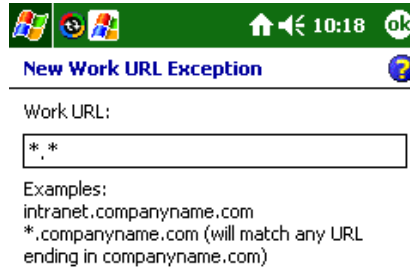 10:18 ok
New Work URL Exception ?
Work URL:
*.*
Examples:
intranet.companyname.com
*.companyname.com (will match any URL
ending in companyname.com)